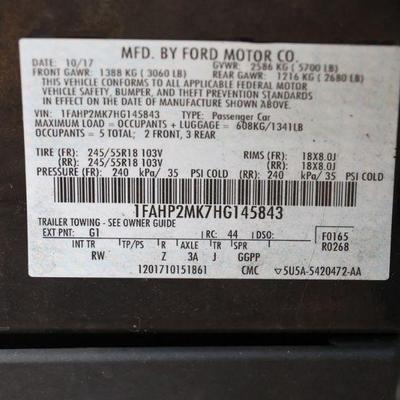 MFD. BY FORD MOTOR CO.
DATE: 10/17 GVWR: 2586 KG ( 5700 LB)
FRONT GAWR: 1388 KG ( 3060 LB) REAR GAWR: 1216 KG ( 2680 LB)
THIS VEHICLE CONFORMS TO ALL APPLICABLE FEDERAL MOTOR
VEHICLE SAFETY, BUMPER, AND THEFT PREVENTION STANDARDS
IN EFFECT ON THE DATE OF MANUFACTURE SHOWN ABOVE.
VIN: 1FAHP2MK7HG145843 TYPE: Passenger Car
MAXIMUM LOAD = OCCUPANTS + LUGGAGE = 608KG/1341LB
OCCUPANTS = 5 TOTAL; 2 FRONT, 3 REAR
TIRE (FR): 245/55R18 103V RIMS (FR): 18X8.0J
(RR): 245/55R18 103V (RR): 18X8.0J
PRESSURE (FR): 240 kPa/ 35 PSI COLD (RR): 240 kPa/ 35 PSI COLD
1FAHP2MK7HG145843
TRAILER TOWING - SEE OWNER GUIDE
EXT PNT: G1 RC: 44 DSO: F0165
R0268
INT TR TP/PS R AXLE TR SPR
RW Z 3A J GGPP
1201710151861 CMC 5U5A-5420472-AA